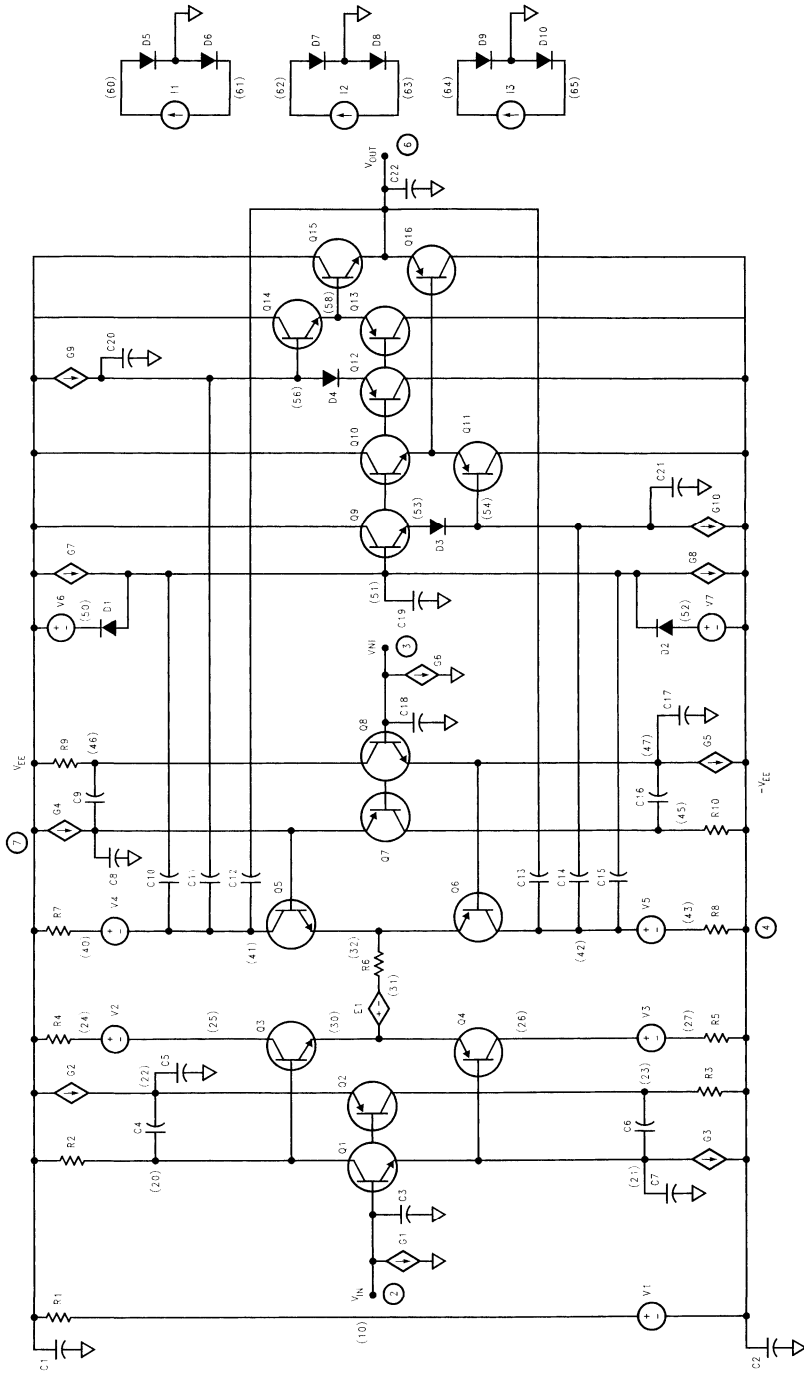 D5
(60)
I1
D6
(61)
D7
(62)
I2
D8
(63)
D9
(64)
I3
D10
(65)
VOUT
6
C22
Q15
Q16
Q14
(58)
Q13
G9
C20
(56)
D4
Q12
Q10
Q11
Q9
(53)
D3
(54)
C21
G10
G7
V6
(50)
D1
(51)
C19
G8
(52)
D2
V7
VNI
3
G6
VEE
R9
(46)
C9
G4
7
C8
Q8
C18
Q7
(47)
C17
G5
C16
(45)
R10
-VEE
R7
(40)
V4
C10
C11
C12
(41)
Q5
Q6
C13
C14
C15
(42)
V5
(43)
R8
4
(32)
R6
(31)
E1
R4
(24)
V2
(25)
Q3
(30)
Q4
(26)
V3
(27)
R5
G2
(22)
C5
C4
R2
(20)
Q2
Q1
(23)
R3
C6
(21)
C7
G3
C3
G1
VIN
2
R1
(10)
V1
C1
C2